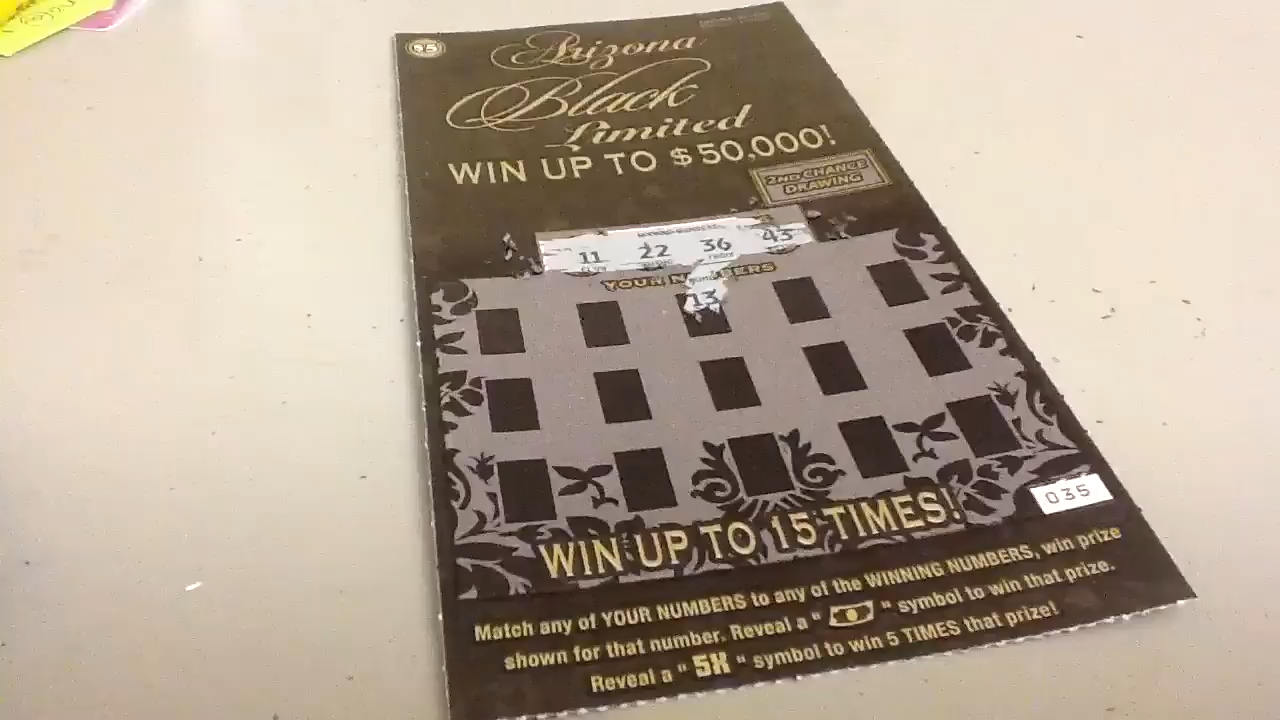 $5
Arizona
Black
Limited
WIN UP TO $50,000!
2ND CHANCE
DRAWING
11 22 36 43
YOUR NUMBERS
13
035
WIN UP TO 15 TIMES!
Match any of YOUR NUMBERS to any of the WINNING NUMBERS, win prize
shown for that number. Reveal a " " symbol to win that prize.
Reveal a " 5X " symbol to win 5 TIMES that prize!